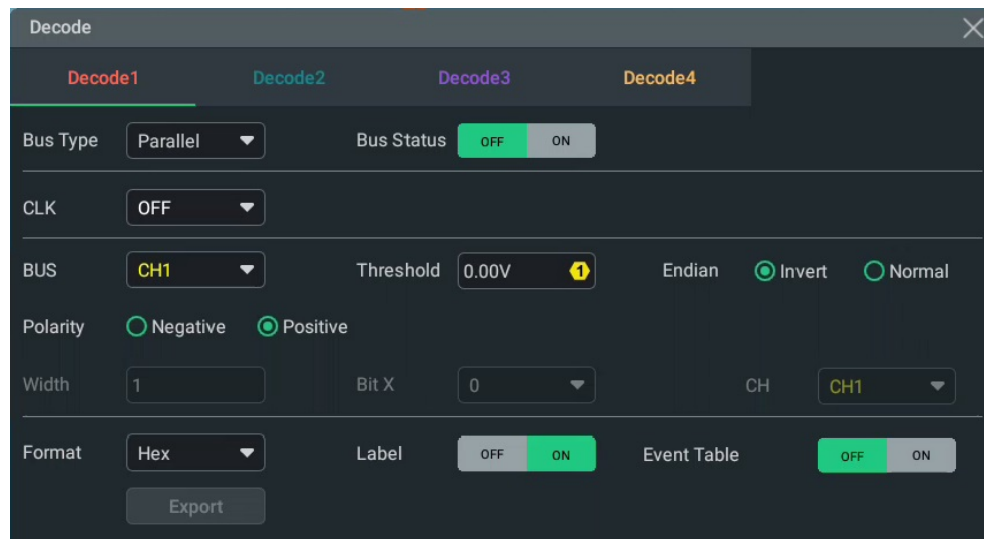 Decode
Decode1 Decode2 Decode3 Decode4
Bus Type Parallel Bus Status OFF ON
CLK OFF
BUS CH1 Threshold 0.00V 1 Endian Invert Normal
Polarity Negative Positive
Width 1 Bit X 0 CH CH1
Format Hex Label OFF ON Event Table OFF ON
Export